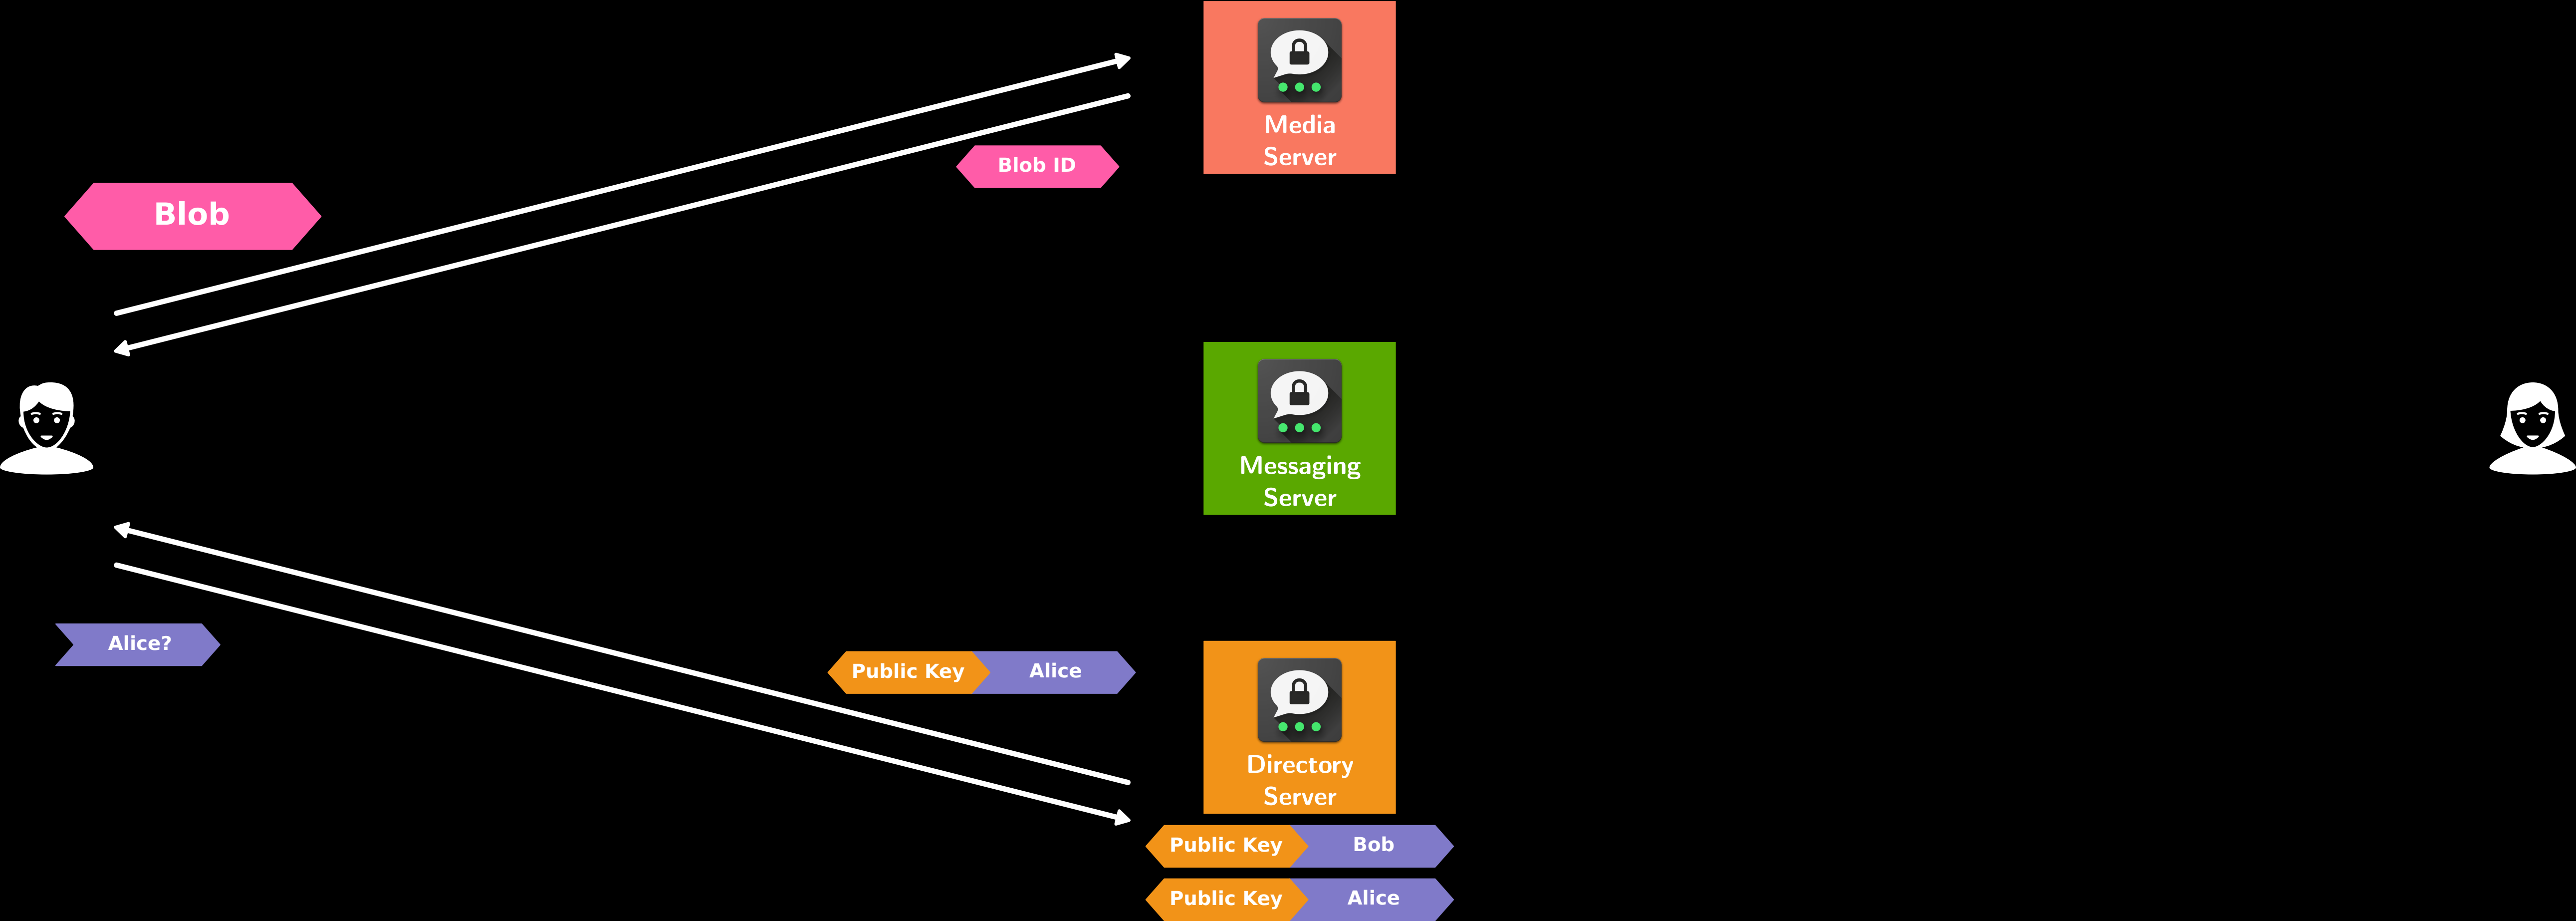 Media
Server
Blob ID
Blob
Messaging
Server
Alice?
Public Key Alice
Directory
Server
Public Key Bob
Public Key Alice